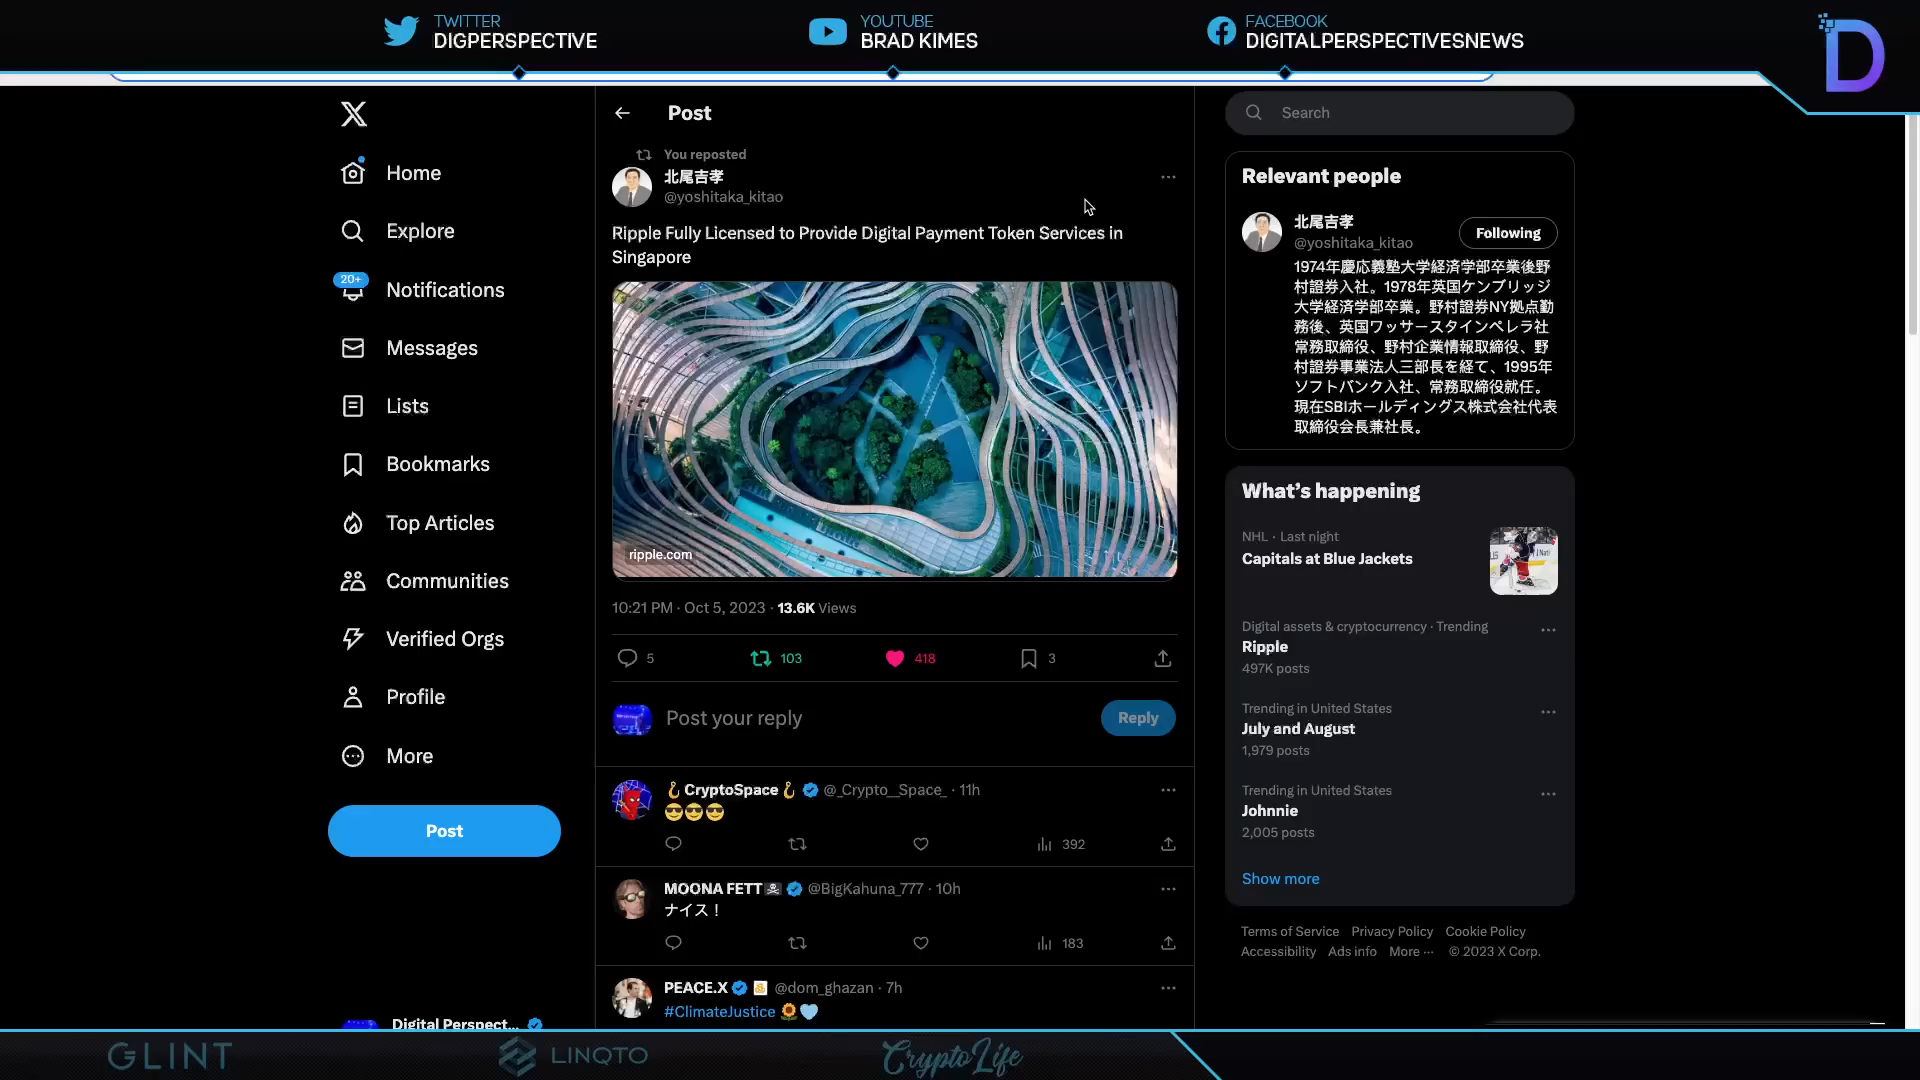 TWITTER
DIGPERSPECTIVE
YOUTUBE
BRAD KIMES
FACEBOOK
DIGITALPERSPECTIVESNEWS
Home
Explore
20+
Notifications
Messages
Lists
Bookmarks
Top Articles
Communities
Verified Orgs
Profile
More
Post
Digital Perspect...
Post
You reposted
北尾吉孝
@yoshitaka_kitao
Ripple Fully Licensed to Provide Digital Payment Token Services in
Singapore
ripple.com
10:21 PM · Oct 5, 2023 · 13.6K Views
5 103 418 3
Post your reply
Reply
CryptoSpace @_Crypto__Space_ · 11h
😎😎😎
392
MOONA FETT @BigKahuna_777 · 10h
ナイス！
183
PEACE.X @dom_ghazan · 7h
#ClimateJustice
Search
Relevant people
北尾吉孝
@yoshitaka_kitao
Following
1974年慶応義塾大学経済学部卒業後野
村證券入社。1978年英国ケンブリッジ
大学経済学部卒業。野村證券NY拠点勤
務後、英国ワッサースタインペレラ社
常務取締役、野村企業情報取締役、野
村證券事業法人三部長を経て、1995年
ソフトバンク入社、常務取締役就任。
現在SBIホールディングス株式会社代表
取締役会長兼社長。
What's happening
NHL · Last night
Capitals at Blue Jackets
Digital assets & cryptocurrency · Trending
Ripple
497K posts
Trending in United States
July and August
1,979 posts
Trending in United States
Johnnie
2,005 posts
Show more
Terms of Service Privacy Policy Cookie Policy
Accessibility Ads info More ··· © 2023 X Corp.
GLINT
LINQTO
CryptoLife